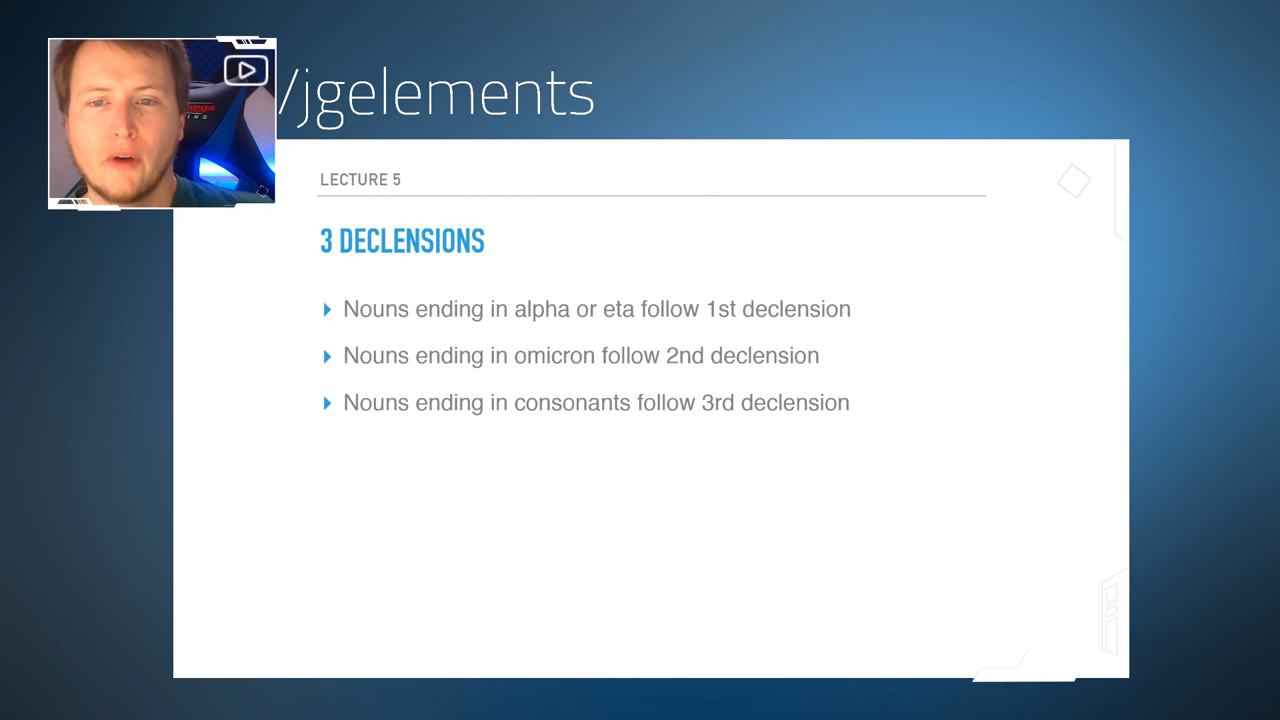 /jgelements
LECTURE 5
3 DECLENSIONS
Nouns ending in alpha or eta follow 1st declension
Nouns ending in omicron follow 2nd declension
Nouns ending in consonants follow 3rd declension